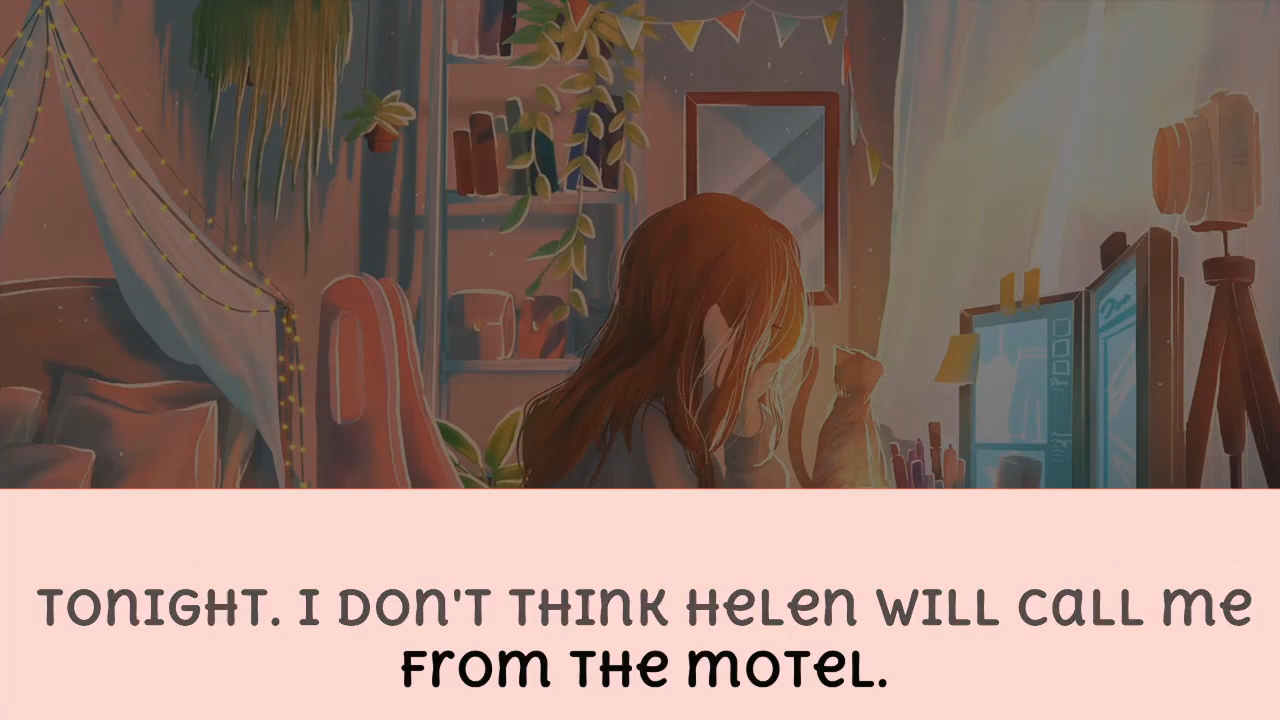 TONIGHT. I DON'T THINK HELEN WILL CALL ME
FROM THE MOTEL.